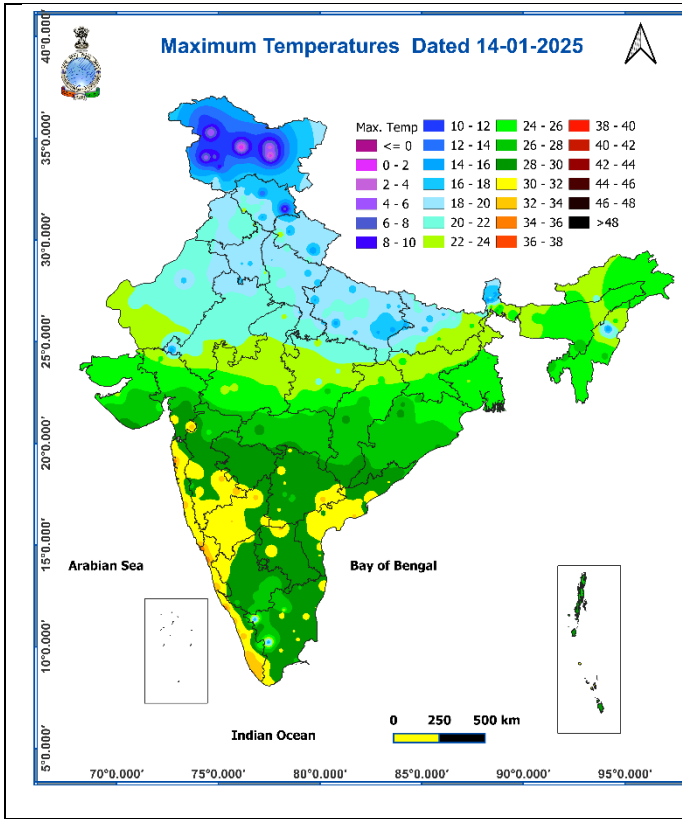 Maximum Temperatures Dated 14-01-2025
Max. Temp
<= 0
0 - 2
2 - 4
4 - 6
6 - 8
8 - 10
10 - 12
12 - 14
14 - 16
16 - 18
18 - 20
20 - 22
22 - 24
24 - 26
26 - 28
28 - 30
30 - 32
32 - 34
34 - 36
36 - 38
38 - 40
40 - 42
42 - 44
44 - 46
46 - 48
>48
40°0.000'
35°0.000'
30°0.000'
25°0.000'
20°0.000'
15°0.000'
10°0.000'
5°0.000'
Arabian Sea
Bay of Bengal
Indian Ocean
0 250 500 km
70°0.000' 75°0.000' 80°0.000' 85°0.000' 90°0.000' 95°0.000'